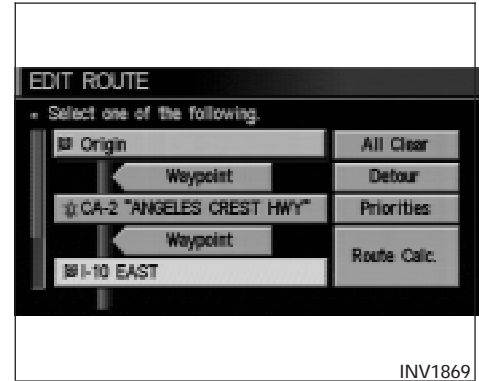 EDIT ROUTE
Select one of the following.
Origin
All Clear
Waypoint
Detour
CA-2 "ANGELES CREST HWY"
Priorities
Waypoint
Route Calc.
I-10 EAST
INV1869